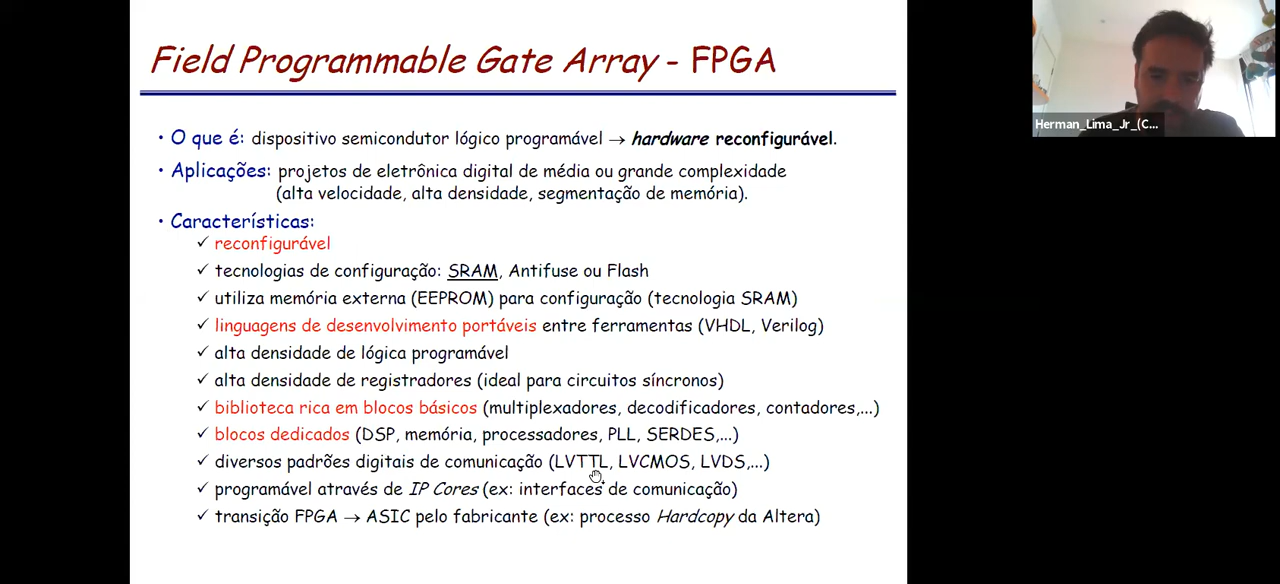 Field Programmable Gate Array - FPGA
• O que é: dispositivo semicondutor lógico programável → hardware reconfigurável.
• Aplicações: projetos de eletrônica digital de média ou grande complexidade
(alta velocidade, alta densidade, segmentação de memória).
• Características:
✓ reconfigurável
✓ tecnologias de configuração: SRAM, Antifuse ou Flash
✓ utiliza memória externa (EEPROM) para configuração (tecnologia SRAM)
✓ linguagens de desenvolvimento portáveis entre ferramentas (VHDL, Verilog)
✓ alta densidade de lógica programável
✓ alta densidade de registradores (ideal para circuitos síncronos)
✓ biblioteca rica em blocos básicos (multiplexadores, decodificadores, contadores,...)
✓ blocos dedicados (DSP, memória, processadores, PLL, SERDES,...)
✓ diversos padrões digitais de comunicação (LVTTL, LVCMOS, LVDS,...)
✓ programável através de IP Cores (ex: interfaces de comunicação)
✓ transição FPGA → ASIC pelo fabricante (ex: processo Hardcopy da Altera)
Herman_Lima_Jr_(C...